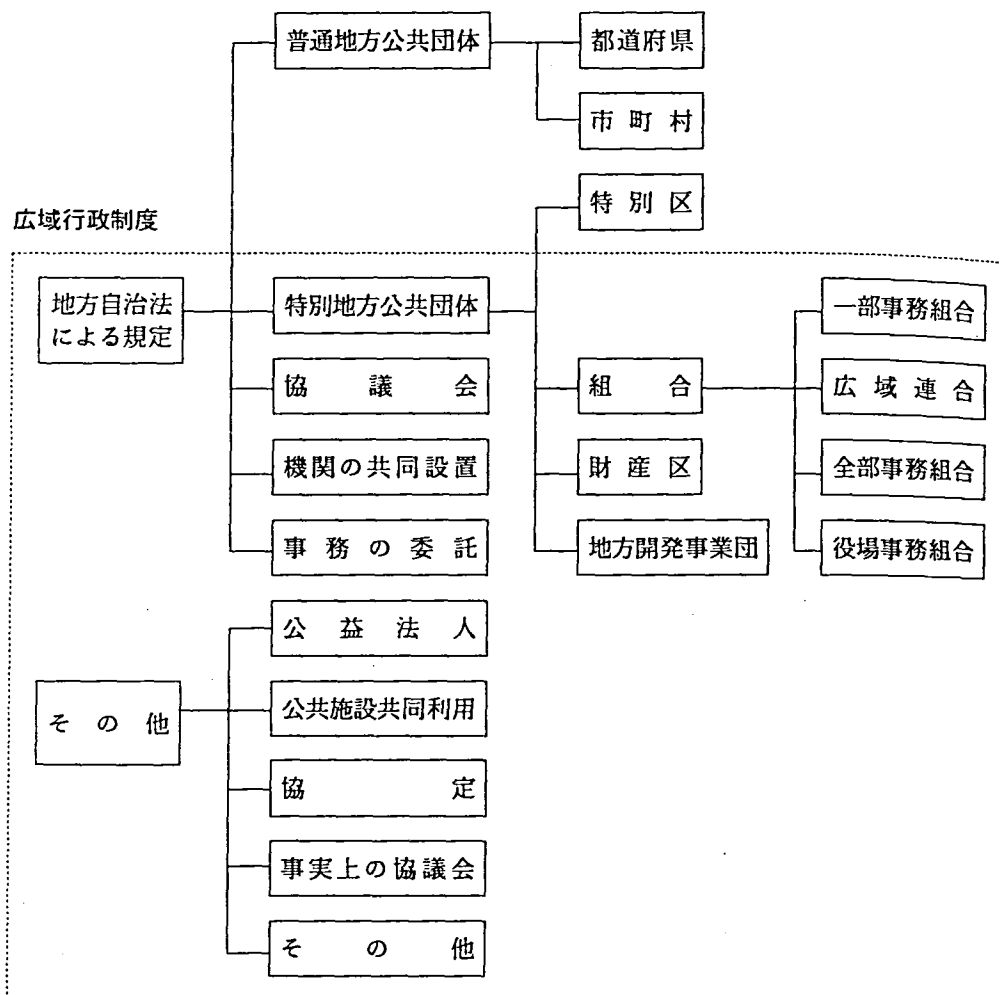 普通地方公共団体
都道府県
市町村
特別区
広域行政制度
地方自治法
による規定
特別地方公共団体
一部事務組合
協議会
組合
広域連合
機関の共同設置
財産区
全部事務組合
事務の委託
地方開発事業団
役場事務組合
公益法人
その他
公共施設共同利用
協定
事実上の協議会
その他